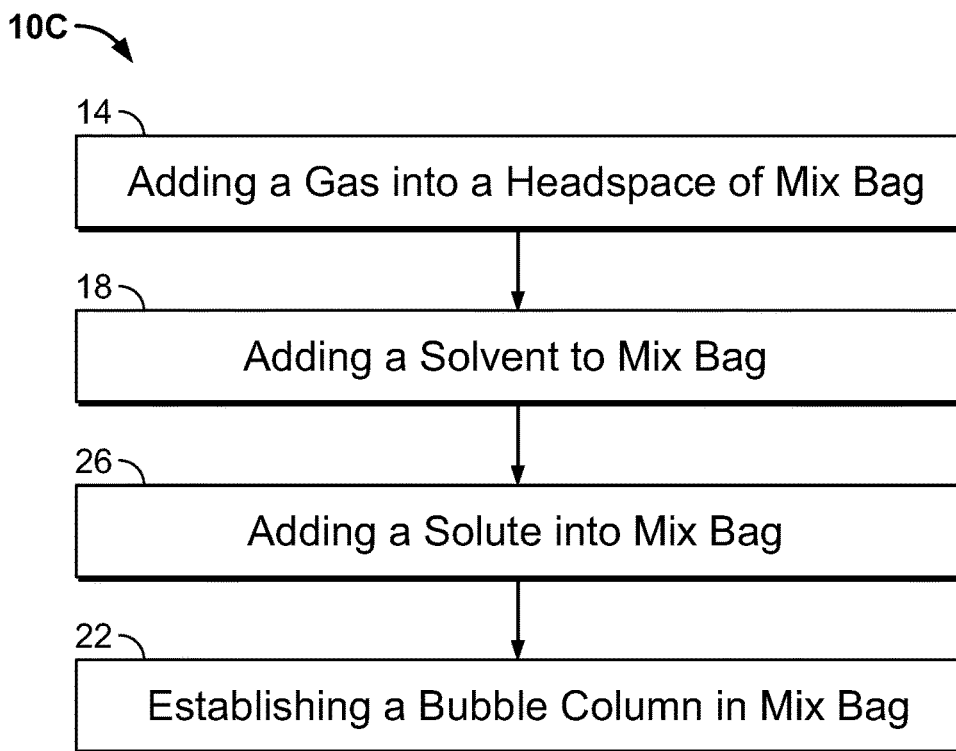 10C
14
Adding a Gas into a Headspace of Mix Bag
18
Adding a Solvent to Mix Bag
26
Adding a Solute into Mix Bag
22
Establishing a Bubble Column in Mix Bag